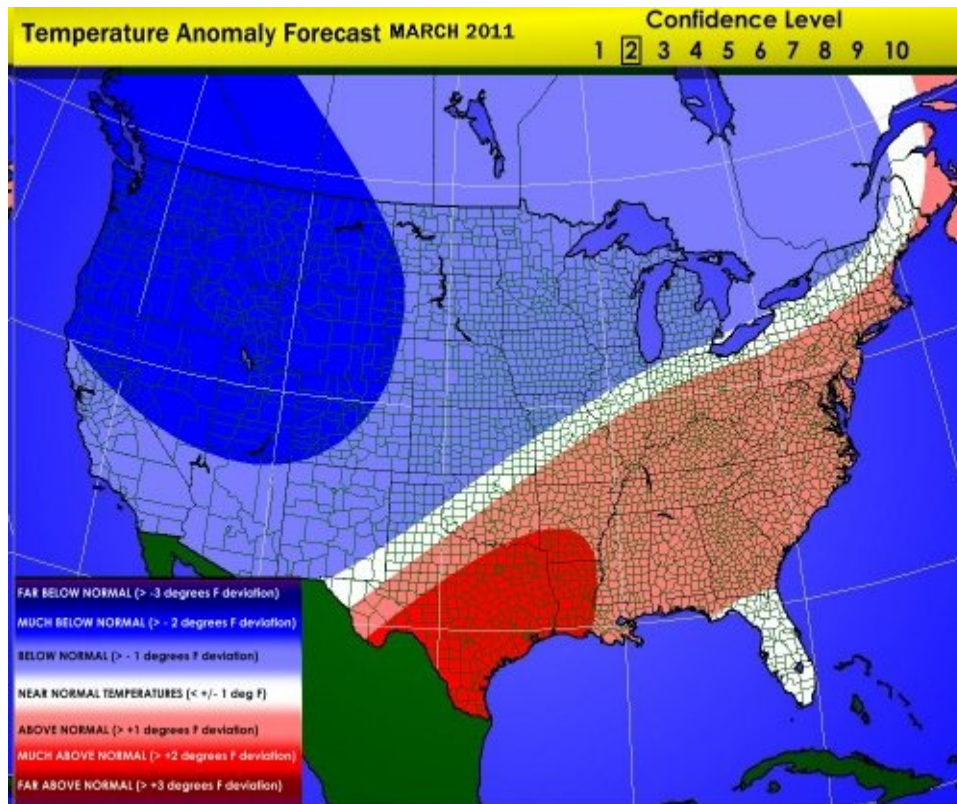 Temperature Anomaly Forecast MARCH 2011
Confidence Level
1 2 3 4 5 6 7 8 9 10
FAR BELOW NORMAL (> -3 degrees F deviation)
MUCH BELOW NORMAL (> - 2 degrees F deviation)
BELOW NORMAL (> - 1 degrees F deviation)
NEAR NORMAL TEMPERATURES (< +/- 1 deg F)
ABOVE NORMAL (> +1 degrees F deviation)
MUCH ABOVE NORMAL (> +2 degrees F deviation)
FAR ABOVE NORMAL (> +3 degrees F deviation)